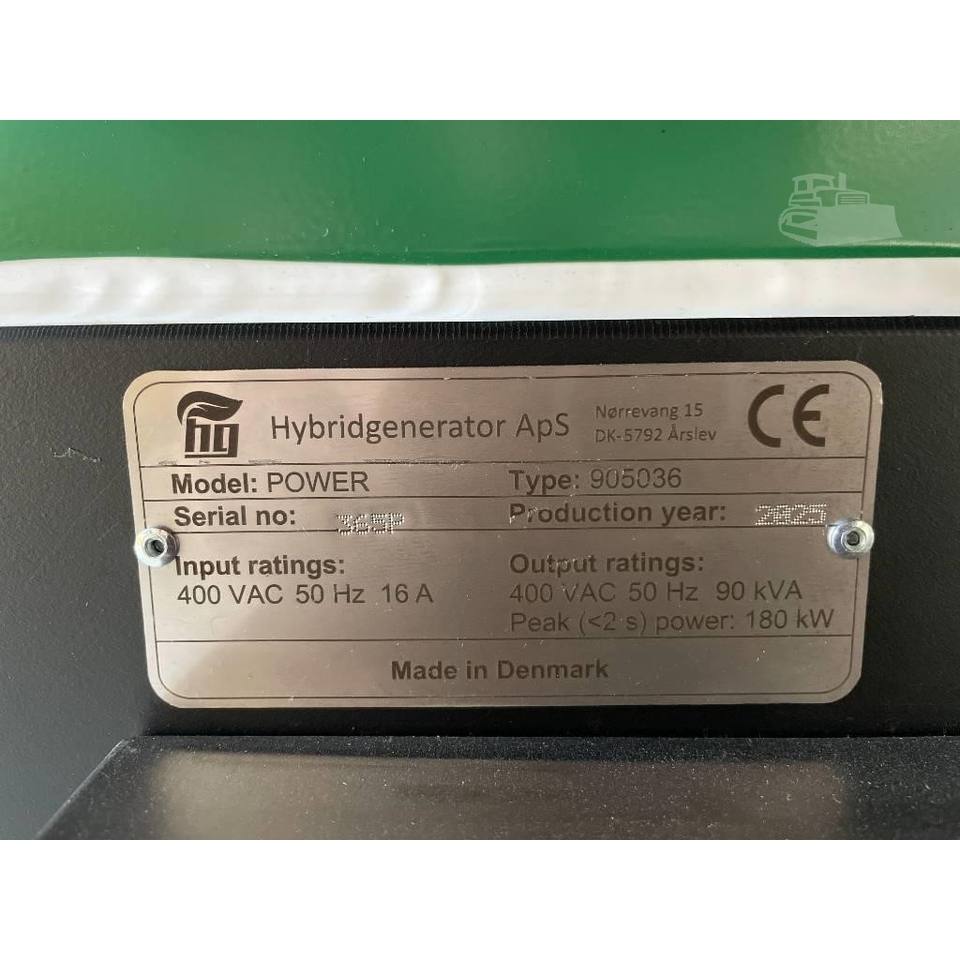 hg Hybridgenerator ApS
Nørrevang 15
DK-5792 Årslev
CE
Model: POWER Type: 905036
Serial no: 365P Production year: 2025
Input ratings: Output ratings:
400 VAC 50 Hz 16 A 400 VAC 50 Hz 90 kVA
Peak (<2 s) power: 180 kW
Made in Denmark